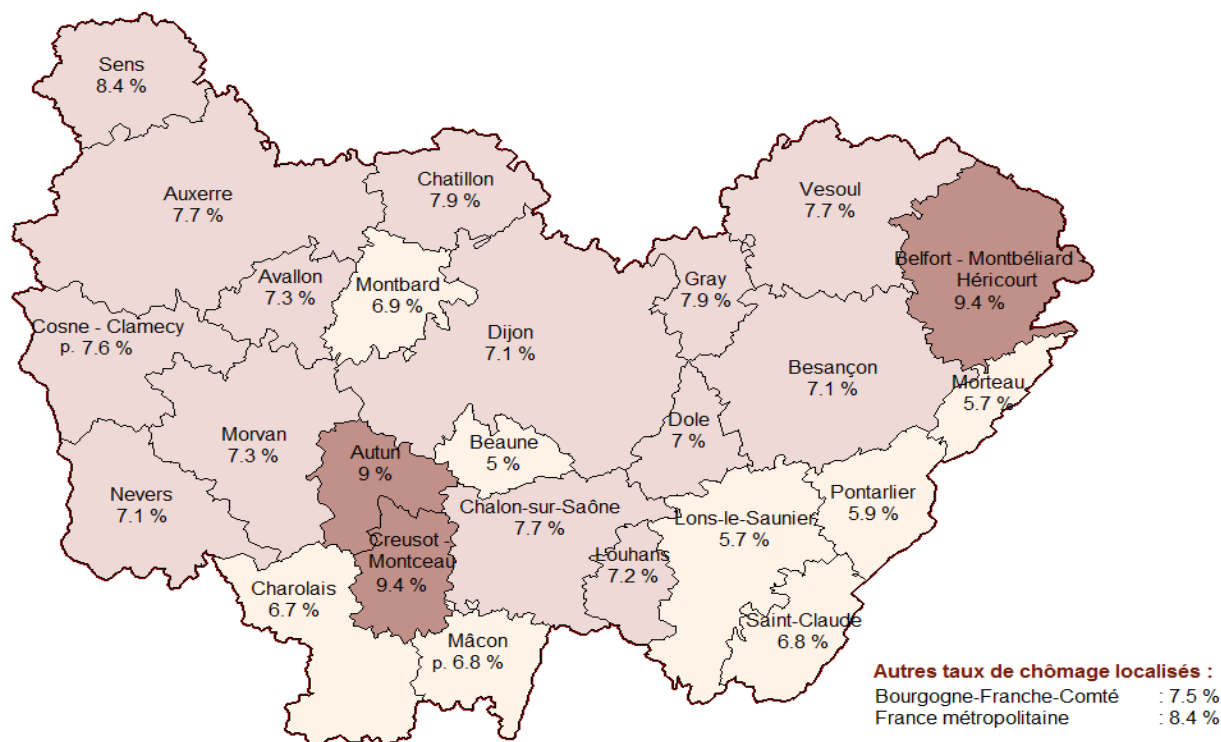 Sens
8.4 %
Auxerre
7.7 %
Chatillon
7.9 %
Vesoul
7.7 %
Belfort - Montbéliard -
Héricourt
9.4 %
Avallon
7.3 %
Montbard
6.9 %
Gray
7.9 %
Cosne - Clamecy
p. 7.6 %
Dijon
7.1 %
Besançon
7.1 %
Morteau
5.7 %
Morvan
7.3 %
Autun
9 %
Beaune
5 %
Dole
7 %
Nevers
7.1 %
Chalon-sur-Saône
7.7 %
Lons-le-Saunier
5.7 %
Pontarlier
5.9 %
Creusot -
Montceau
9.4 %
Louhans
7.2 %
Charolais
6.7 %
Mâcon
p. 6.8 %
Saint-Claude
6.8 %
Autres taux de chômage localisés :
Bourgogne-Franche-Comté : 7.5 %
France métropolitaine : 8.4 %